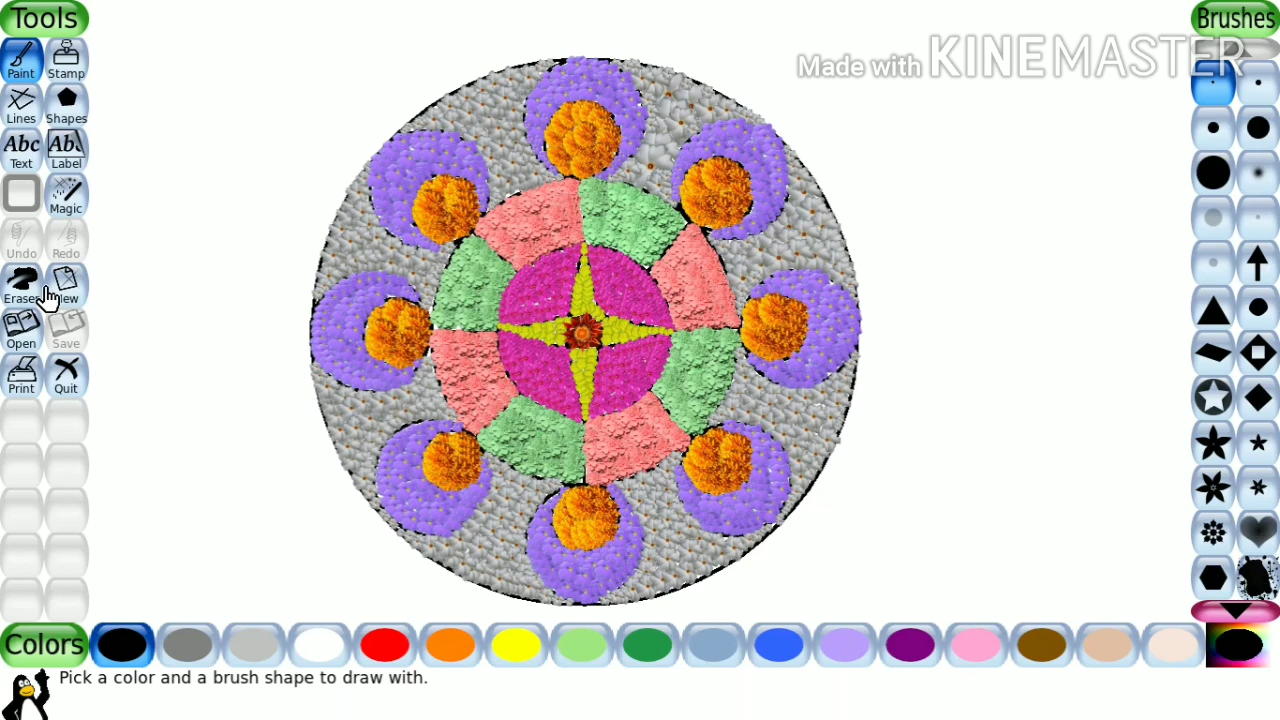 Tools
Brushes
Made with KINEMASTER
Paint
Stamp
Lines
Shapes
Abc
Abc
Text
Label
Magic
Undo
Redo
Eraser
New
Open
Save
Print
Quit
Colors
Pick a color and a brush shape to draw with.